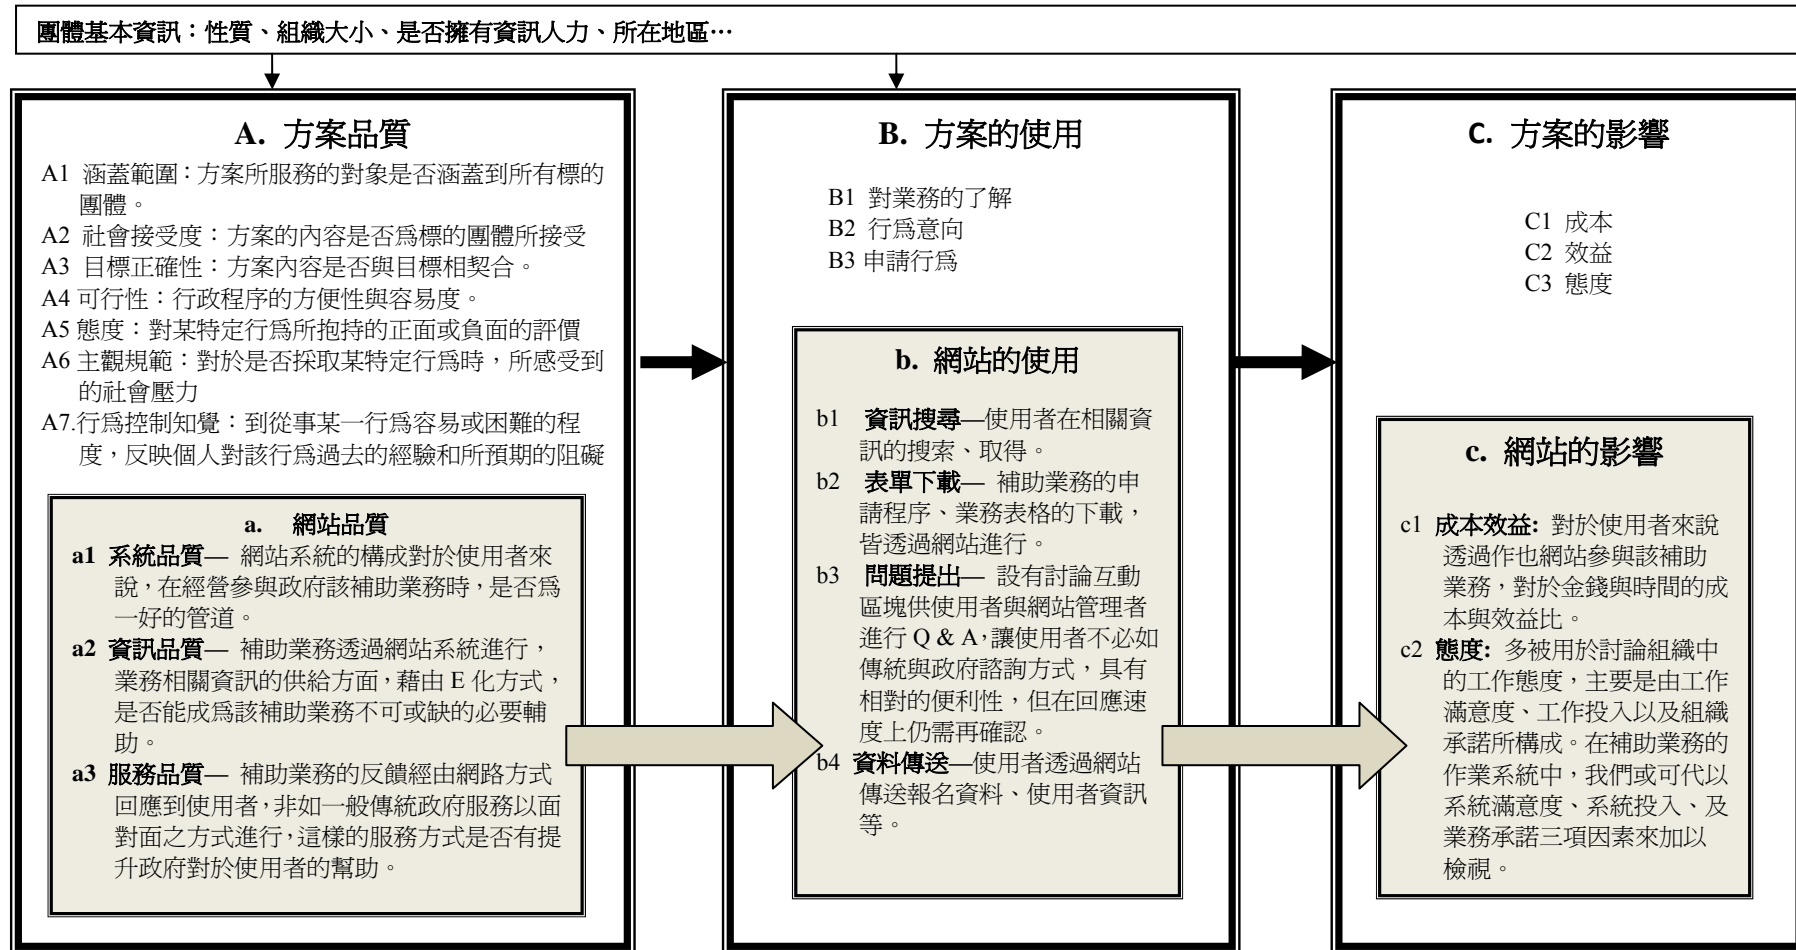 團體基本資訊：性質、組織大小、是否擁有資訊人力、所在地區…
A. 方案品質
A1 涵蓋範圍：方案所服務的對象是否涵蓋到所有標的
團體。
A2 社會接受度：方案的內容是否為標的團體所接受
A3 目標正確性：方案內容是否與目標相契合。
A4 可行性：行政程序的方便性與容易度。
A5 態度：對某特定行為所抱持的正面或負面的評價
A6 主觀規範：對於是否採取某特定行為時，所感受到
的社會壓力
A7.行為控制知覺：到從事某一行為容易或困難的程
度，反映個人對該行為過去的經驗和所預期的阻礙
a. 網站品質
a1 系統品質— 網站系統的構成對於使用者來
說，在經營參與政府該補助業務時，是否為
一好的管道。
a2 資訊品質— 補助業務透過網站系統進行，
業務相關資訊的供給方面，藉由 E 化方式，
是否能成為該補助業務不可或缺的必要輔
助。
a3 服務品質— 補助業務的反饋經由網路方式
回應到使用者，非如一般傳統政府服務以面
對面之方式進行，這樣的服務方式是否有提
升政府對於使用者的幫助。
B. 方案的使用
B1 對業務的了解
B2 行為意向
B3 申請行為
b. 網站的使用
b1 資訊搜尋—使用者在相關資
訊的搜索、取得。
b2 表單下載— 補助業務的申
請程序、業務表格的下載，
皆透過網站進行。
b3 問題提出— 設有討論互動
區塊供使用者與網站管理者
進行 Q & A，讓使用者不必如
傳統與政府諮詢方式，具有
相對的便利性，但在回應速
度上仍需再確認。
b4 資料傳送—使用者透過網站
傳送報名資料、使用者資訊
等。
C. 方案的影響
C1 成本
C2 效益
C3 態度
c. 網站的影響
c1 成本效益: 對於使用者來說
透過作也網站參與該補助
業務，對於金錢與時間的成
本與效益比。
c2 態度: 多被用於討論組織中
的工作態度，主要是由工作
滿意度、工作投入以及組織
承諾所構成。在補助業務的
作業系統中，我們或可代以
系統滿意度、系統投入、及
業務承諾三項因素來加以
檢視。